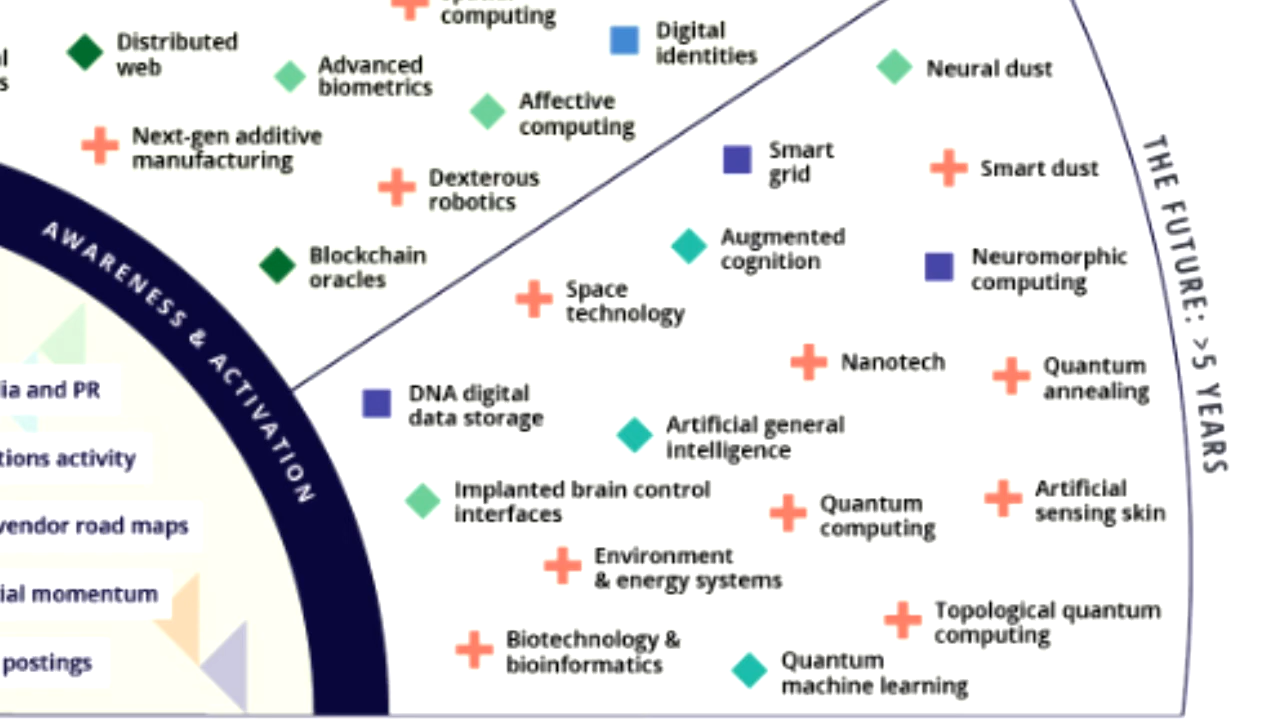 computing
Distributed
web
Advanced
biometrics
Digital
identities
Affective
computing
Next-gen additive
manufacturing
Dexterous
robotics
Blockchain
oracles
AWARENESS & ACTIVATION
Neural dust
Smart
grid
Smart dust
Augmented
cognition
Neuromorphic
computing
Space
technology
Nanotech
Quantum
annealing
DNA digital
data storage
Artificial general
intelligence
Implanted brain control
interfaces
Quantum
computing
Artificial
sensing skin
Environment
& energy systems
Topological quantum
computing
Biotechnology &
bioinformatics
Quantum
machine learning
THE FUTURE: >5 YEARS
and PR
activity
vendor road maps
momentum
postings